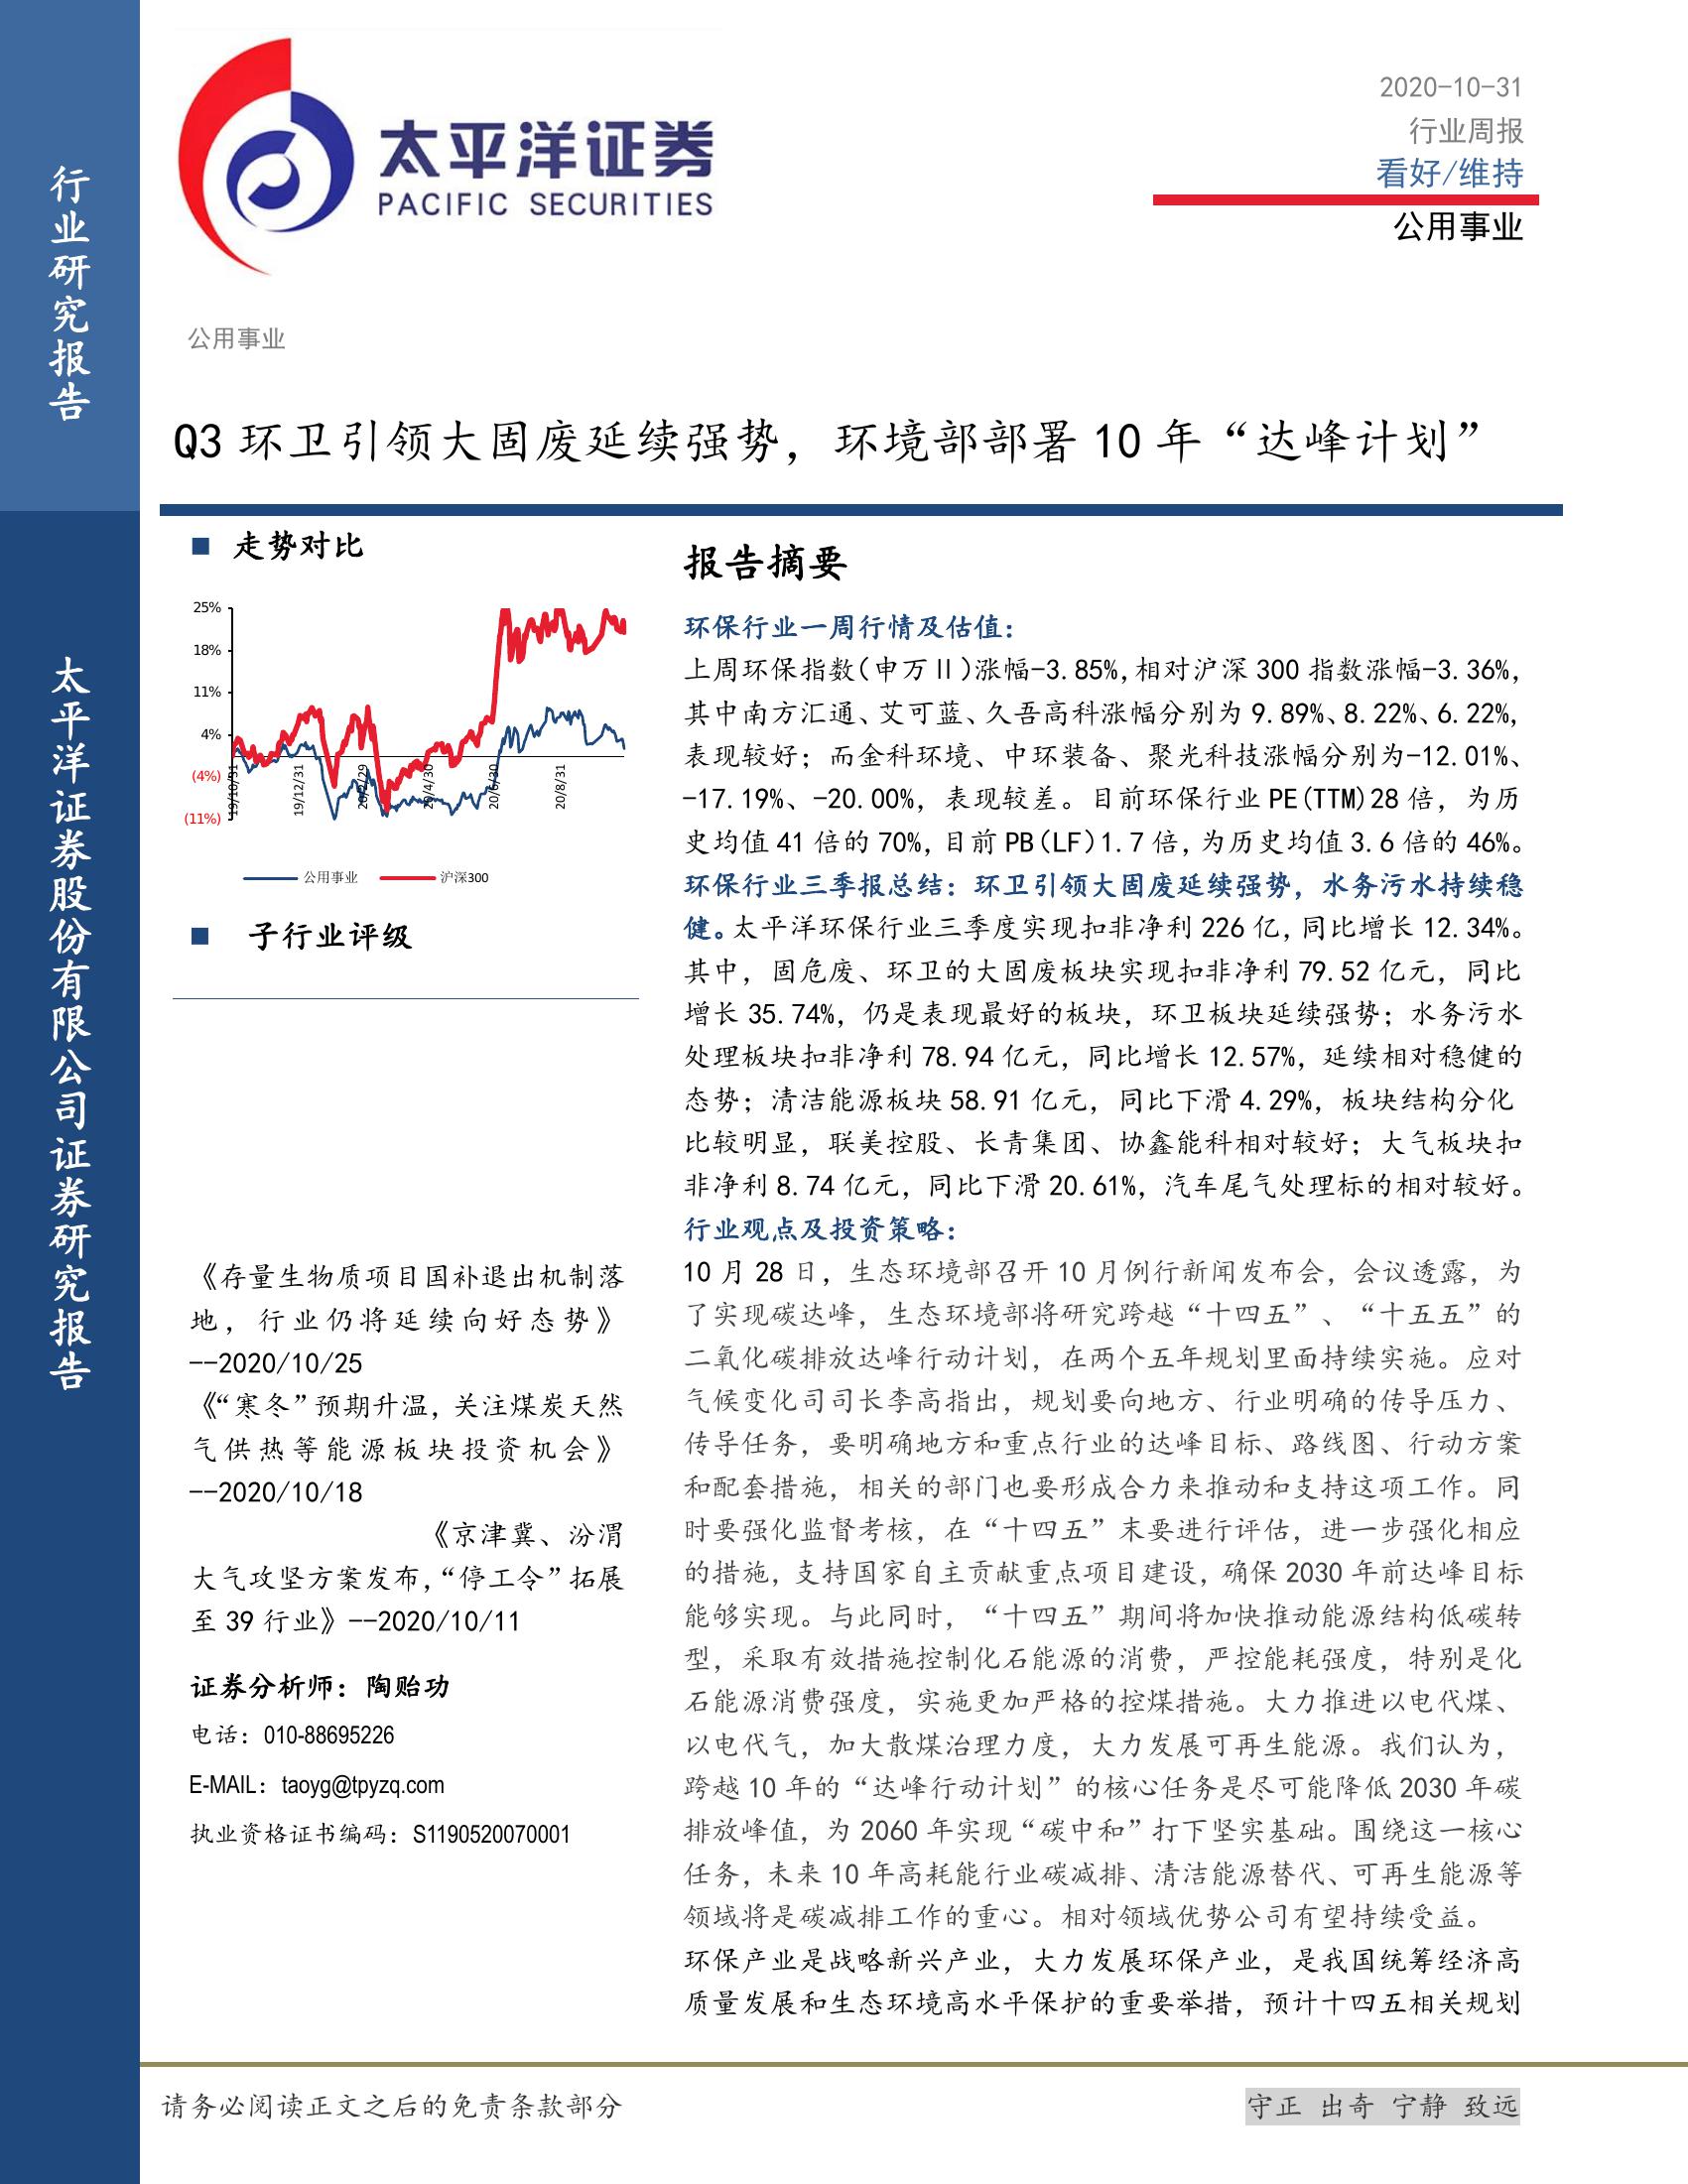 行业研究报告
太平洋证券股份有限公司证券研究报告
太平洋证券
PACIFIC SECURITIES
2020-10-31
行业周报
看好/维持
公用事业
公用事业
Q3 环卫引领大固废延续强势，环境部部署 10 年“达峰计划”
■ 走势对比
25%
18%
11%
4%
(4%)
(11%)
19/10/31
19/12/31
20/2/29
20/4/30
20/6/30
20/8/31
公用事业
沪深300
■ 子行业评级
《存量生物质项目国补退出机制落
地，行业仍将延续向好态势》
--2020/10/25
《“寒冬”预期升温，关注煤炭天然
气供热等能源板块投资机会》
--2020/10/18
《京津冀、汾渭
大气攻坚方案发布，“停工令”拓展
至 39 行业》--2020/10/11
证券分析师：陶贻功
电话：010-88695226
E-MAIL：taoyg@tpyzq.com
执业资格证书编码：S1190520070001
报告摘要
环保行业一周行情及估值：
上周环保指数（申万Ⅱ）涨幅-3.85%，相对沪深 300 指数涨幅-3.36%，
其中南方汇通、艾可蓝、久吾高科涨幅分别为 9.89%、8.22%、6.22%，
表现较好；而金科环境、中环装备、聚光科技涨幅分别为-12.01%、
-17.19%、-20.00%，表现较差。目前环保行业 PE(TTM)28 倍，为历
史均值 41 倍的 70%，目前 PB(LF)1.7 倍，为历史均值 3.6 倍的 46%。
环保行业三季报总结：环卫引领大固废延续强势，水务污水持续稳
健。太平洋环保行业三季度实现扣非净利 226 亿，同比增长 12.34%。
其中，固危废、环卫的大固废板块实现扣非净利 79.52 亿元，同比
增长 35.74%，仍是表现最好的板块，环卫板块延续强势；水务污水
处理板块扣非净利 78.94 亿元，同比增长 12.57%，延续相对稳健的
态势；清洁能源板块 58.91 亿元，同比下滑 4.29%，板块结构分化
比较明显，联美控股、长青集团、协鑫能科相对较好；大气板块扣
非净利 8.74 亿元，同比下滑 20.61%，汽车尾气处理标的相对较好。
行业观点及投资策略：
10 月 28 日，生态环境部召开 10 月例行新闻发布会，会议透露，为
了实现碳达峰，生态环境部将研究跨越“十四五”、“十五五”的
二氧化碳排放达峰行动计划，在两个五年规划里面持续实施。应对
气候变化司司长李高指出，规划要向地方、行业明确的传导压力、
传导任务，要明确地方和重点行业的达峰目标、路线图、行动方案
和配套措施，相关的部门也要形成合力来推动和支持这项工作。同
时要强化监督考核，在“十四五”末要进行评估，进一步强化相应
的措施，支持国家自主贡献重点项目建设，确保 2030 年前达峰目标
能够实现。与此同时，“十四五”期间将加快推动能源结构低碳转
型，采取有效措施控制化石能源的消费，严控能耗强度，特别是化
石能源消费强度，实施更加严格的控煤措施。大力推进以电代煤、
以电代气，加大散煤治理力度，大力发展可再生能源。我们认为，
跨越 10 年的“达峰行动计划”的核心任务是尽可能降低 2030 年碳
排放峰值，为 2060 年实现“碳中和”打下坚实基础。围绕这一核心
任务，未来 10 年高耗能行业碳减排、清洁能源替代、可再生能源等
领域将是碳减排工作的重心。相对领域优势公司有望持续受益。
环保产业是战略新兴产业，大力发展环保产业，是我国统筹经济高
质量发展和生态环境高水平保护的重要举措，预计十四五相关规划
请务必阅读正文之后的免责条款部分
守正 出奇 宁静 致远